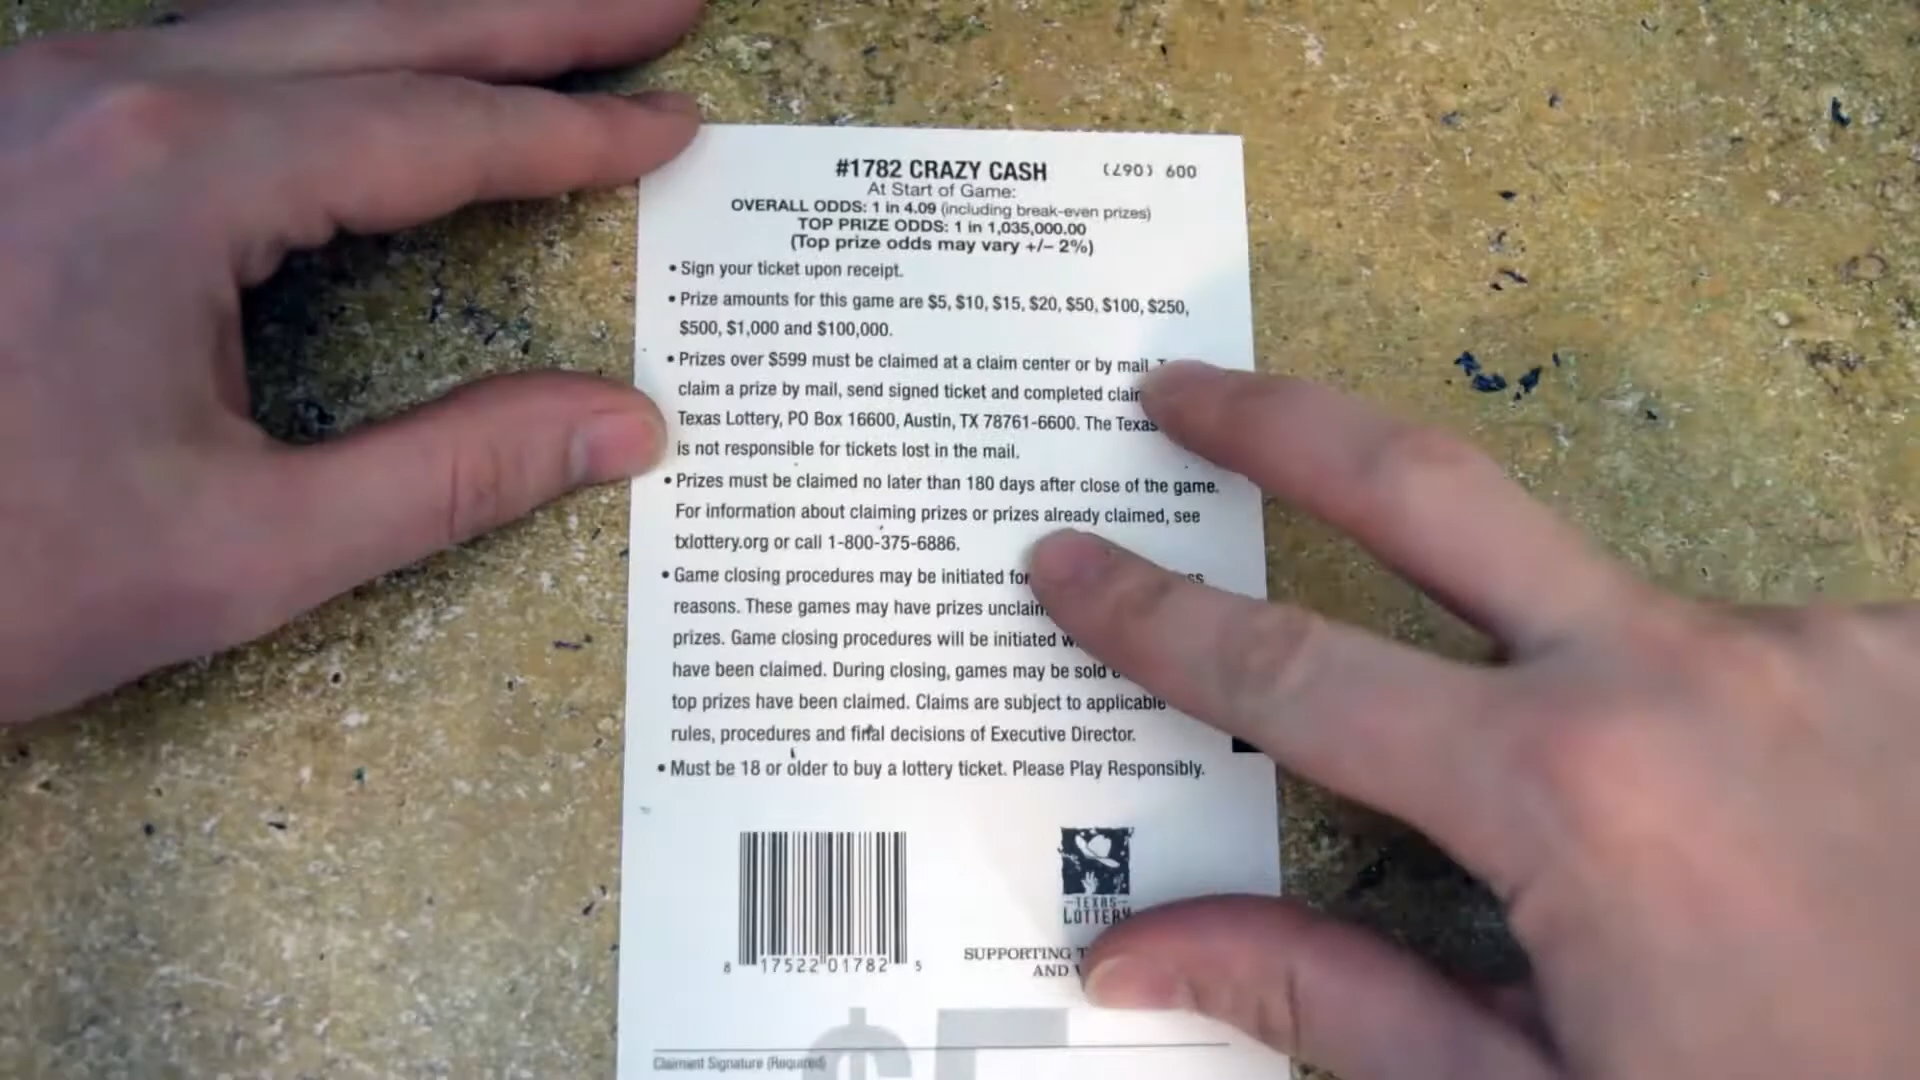 #1782 CRAZY CASH (290) 600
At Start of Game:
OVERALL ODDS: 1 in 4.09 (including break-even prizes)
TOP PRIZE ODDS: 1 in 1,035,000.00
(Top prize odds may vary +/– 2%)
• Sign your ticket upon receipt.
• Prize amounts for this game are $5, $10, $15, $20, $50, $100, $250,
$500, $1,000 and $100,000.
• Prizes over $599 must be claimed at a claim center or by mail.
claim a prize by mail, send signed ticket and completed
Texas Lottery, PO Box 16600, Austin, TX 78761-6600. The Texas
is not responsible for tickets lost in the mail.
• Prizes must be claimed no later than 180 days after close of the game.
For information about claiming prizes or prizes already claimed, see
txlottery.org or call 1-800-375-6886.
• Game closing procedures may be initiated for
reasons. These games may have prizes
prizes. Game closing procedures will be initiated
have been claimed. During closing, games may be sold
top prizes have been claimed. Claims are subject to applicable
rules, procedures and final decisions of Executive Director.
• Must be 18 or older to buy a lottery ticket. Please Play Responsibly.
8 17522 01782 5
TEXAS
LOTTERY
SUPPORTING
AND
$5
Claimant Signature (Required)